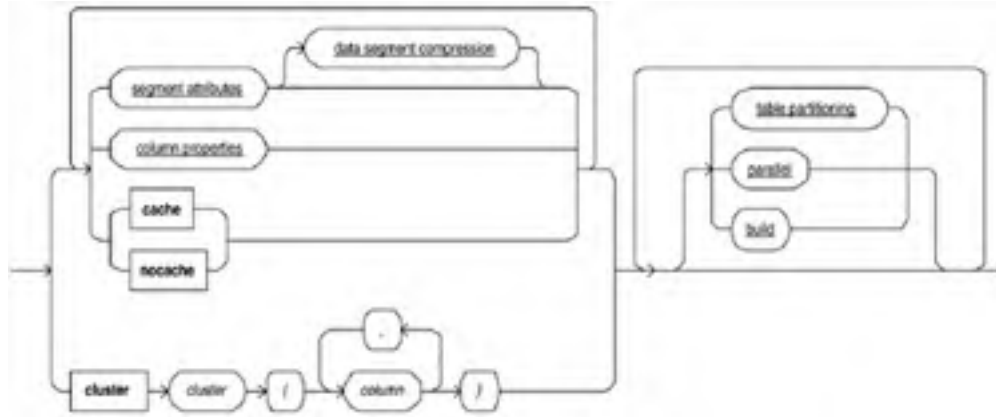 data segment compression
segment attributes
table partitioning
column properties
parallel
cache
build
nocache
,
cluster cluster ( column )